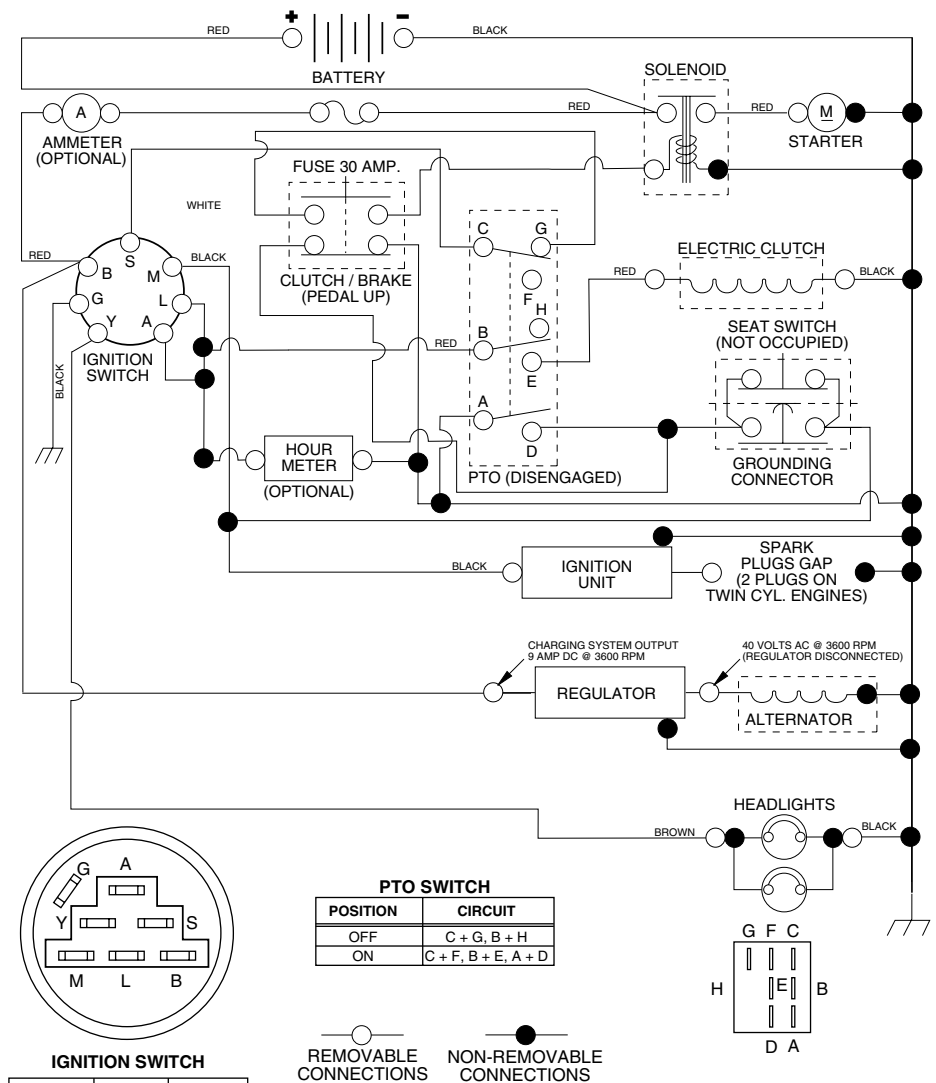 + −
RED
BLACK
BATTERY
SOLENOID
A
RED
RED
M
AMMETER
(OPTIONAL)
STARTER
FUSE 30 AMP.
WHITE
C G
ELECTRIC CLUTCH
RED
S
BLACK
B
M
CLUTCH / BRAKE
(PEDAL UP)
RED
BLACK
F
G
L
H
SEAT SWITCH
(NOT OCCUPIED)
Y
A
RED
B
IGNITION
SWITCH
E
BLACK
A
HOUR
METER
D
(OPTIONAL)
PTO (DISENGAGED)
GROUNDING
CONNECTOR
BLACK
IGNITION
UNIT
SPARK
PLUGS GAP
(2 PLUGS ON
TWIN CYL. ENGINES)
CHARGING SYSTEM OUTPUT
9 AMP DC @ 3600 RPM
40 VOLTS AC @ 3600 RPM
(REGULATOR DISCONNECTED)
REGULATOR
ALTERNATOR
HEADLIGHTS
BROWN
BLACK
G A
Y S
M L B
IGNITION SWITCH
PTO SWITCH
POSITION CIRCUIT
OFF C + G, B + H
ON C + F, B + E, A + D
G F C
H E B
D A
REMOVABLE
CONNECTIONS
NON-REMOVABLE
CONNECTIONS